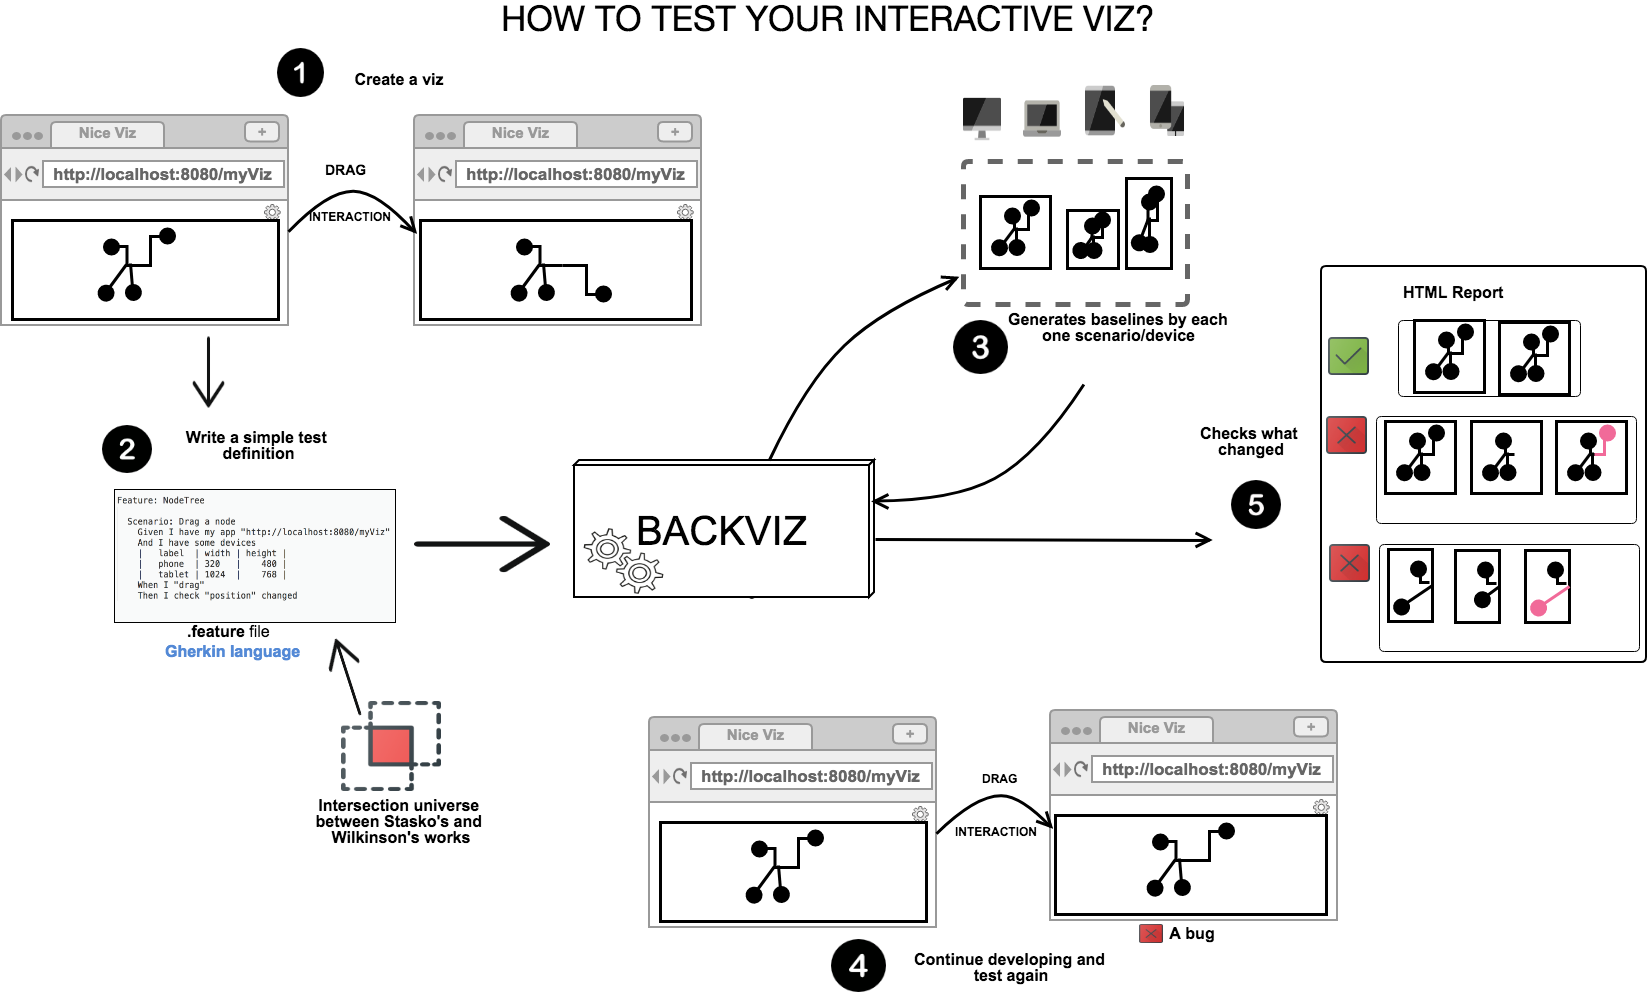 HOW TO TEST YOUR INTERACTIVE VIZ?
1
Create a viz
Nice Viz
+
http://localhost:8080/myViz
DRAG
INTERACTION
Nice Viz
+
http://localhost:8080/myViz
2
Write a simple test
definition
Feature: NodeTree
Scenario: Drag a node
Given I have my app "http://localhost:8080/myViz"
And I have some devices
| label | width | height |
| phone | 320 | 480 |
| tablet | 1024 | 768 |
When I "drag"
Then I check "position" changed
.feature file
Gherkin language
Intersection universe
between Stasko's and
Wilkinson's works
BACKVIZ
3
Generates baselines by each
one scenario/device
Nice Viz
+
http://localhost:8080/myViz
DRAG
INTERACTION
Nice Viz
+
http://localhost:8080/myViz
A bug
4
Continue developing and
test again
Checks what
changed
5
HTML Report